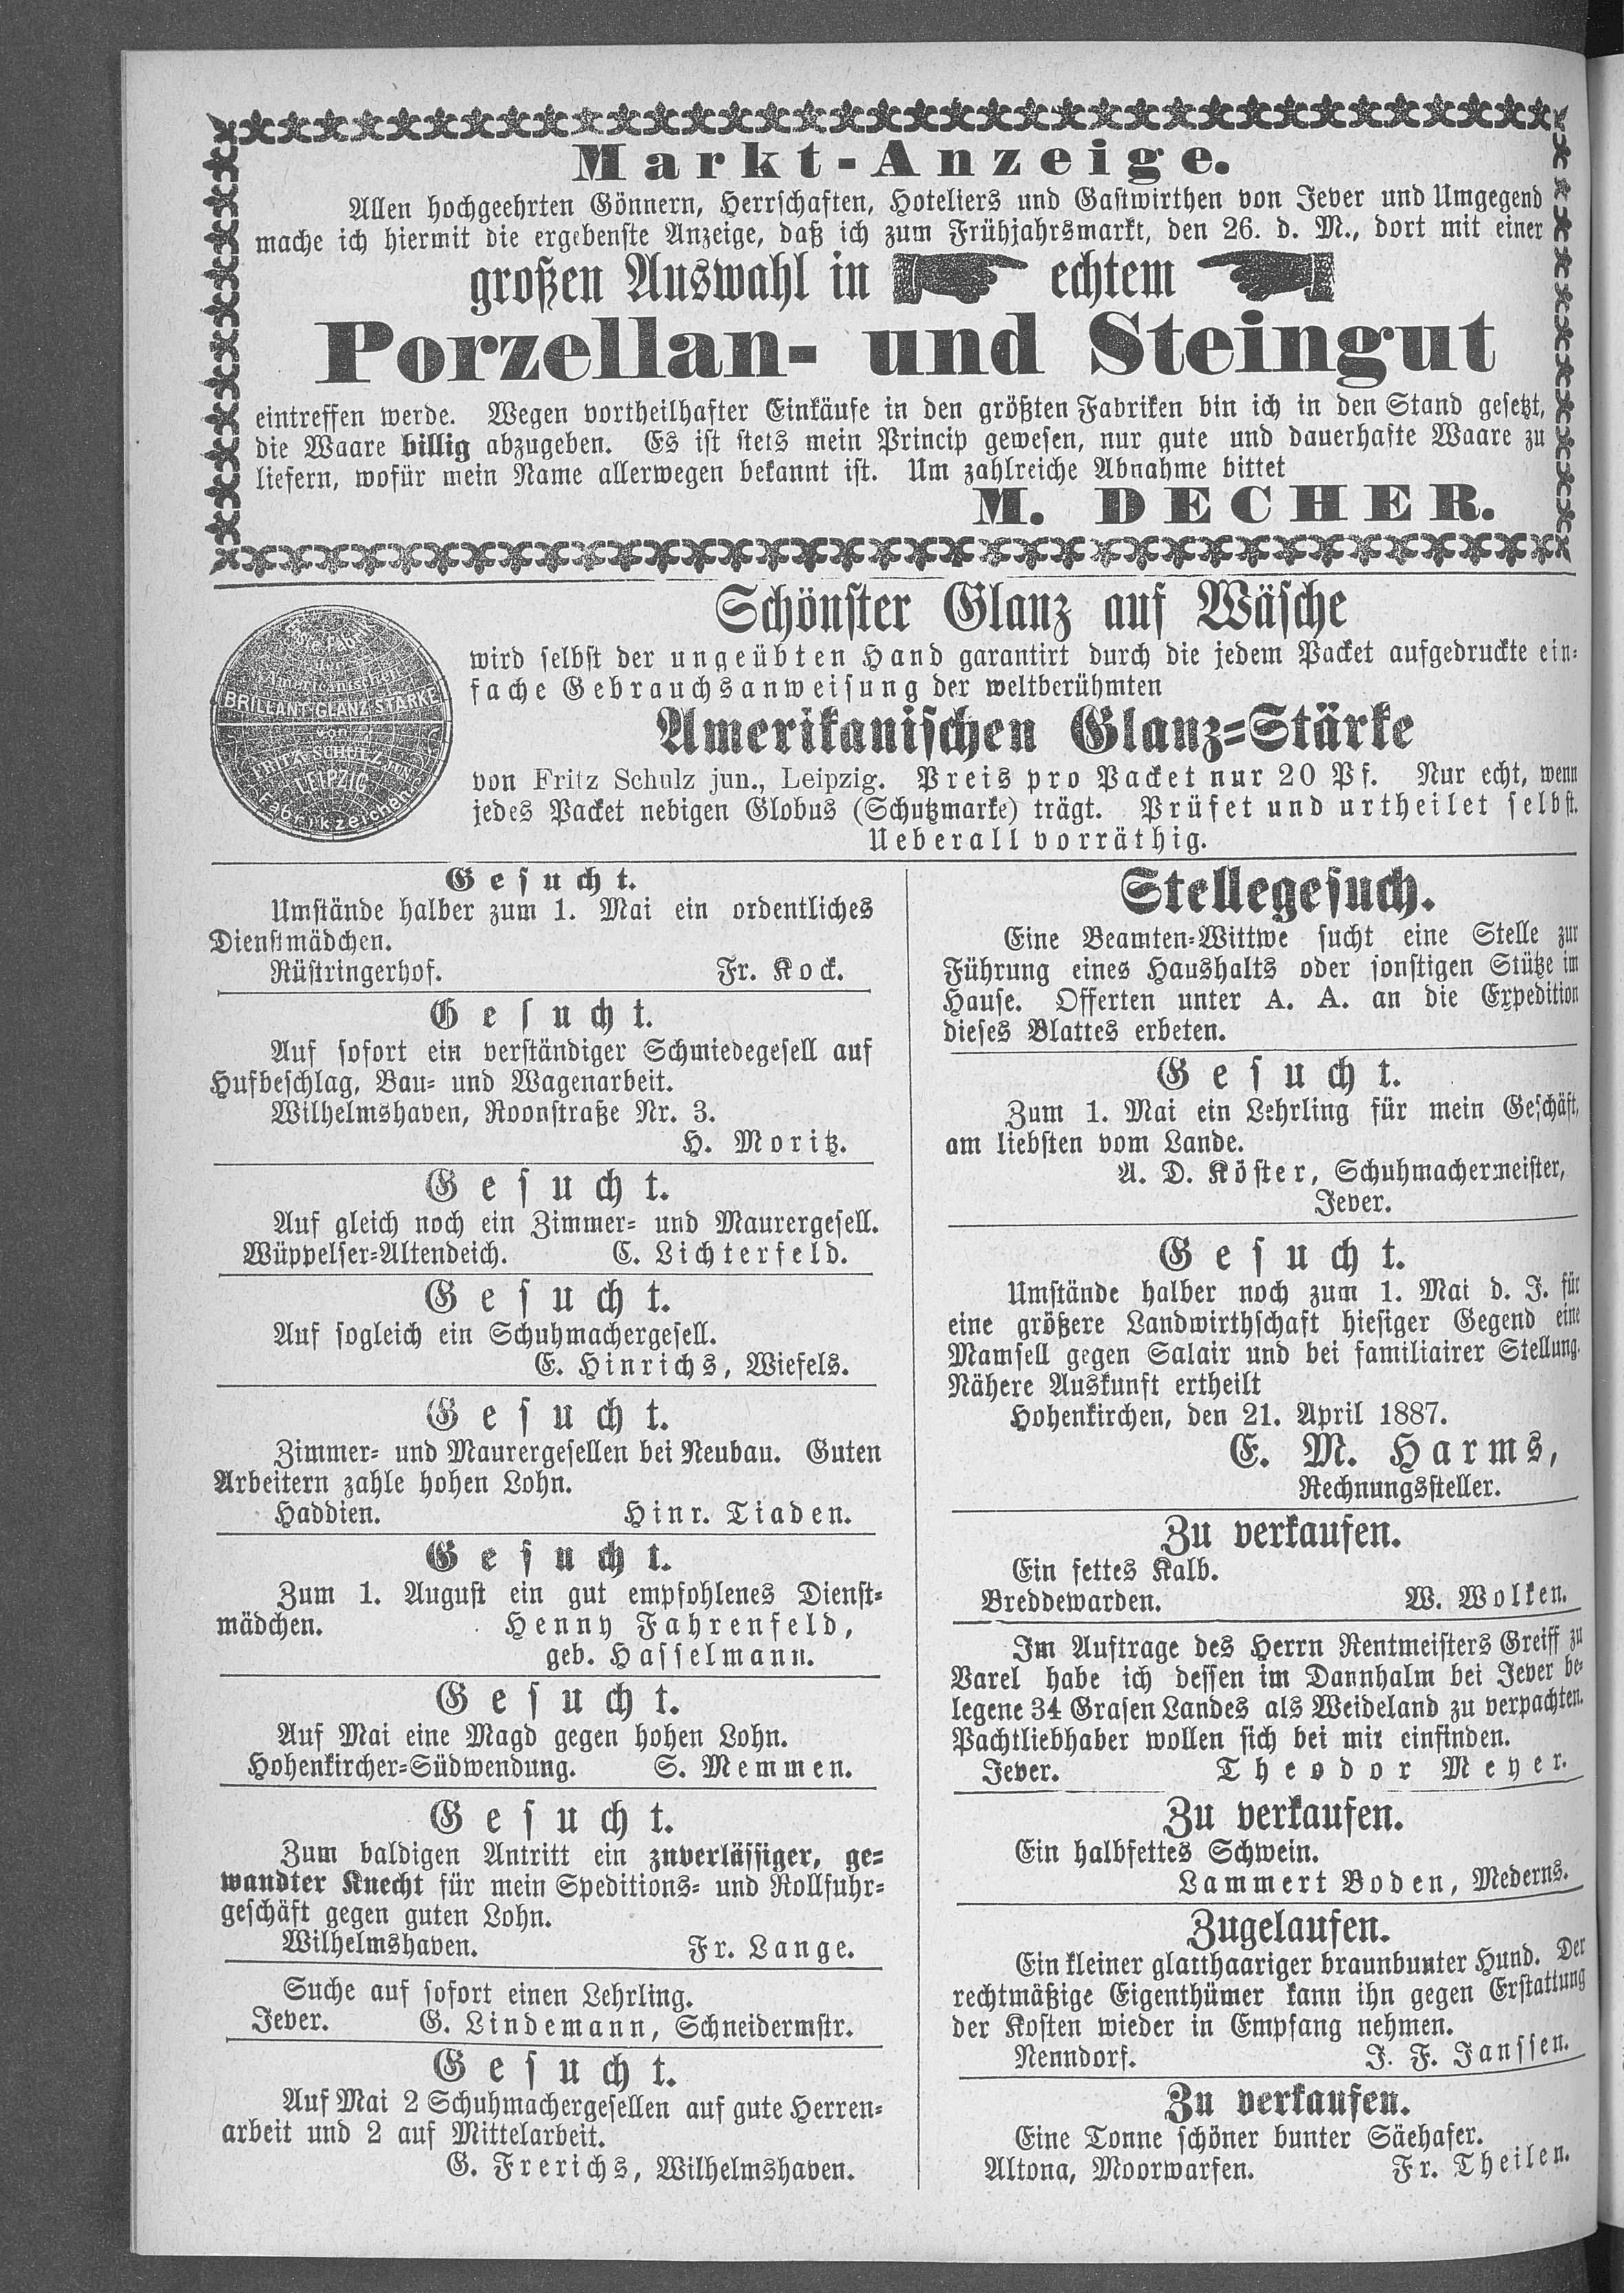 Markt-Anzeige.
Allen hochgeehrten Gönnern, Herrschaften, Hoteliers und Gastwirthen von Jever und Umgegend
mache ich hiermit die ergebenste Anzeige, daß ich zum Frühjahrsmarkt, den 26. d. M., dort mit einer
großen Auswahl in echtem
Porzellan- und Steingut
eintreffen werde. Wegen vortheilhafter Einkäufe in den größten Fabriken bin ich in den Stand gesetzt,
die Waare billig abzugeben. Es ist stets mein Princip gewesen, nur gute und dauerhafte Waare zu
liefern, wofür mein Name allerwegen bekannt ist. Um zahlreiche Abnahme bittet
M. DECHER.
Amerikanischen
BRILLANT-GLANZ-STÄRKE
von
FRITZ SCHULZ JUN
LEIPZIG
Fabrikzeichen
Schönster Glanz auf Wäsche
wird selbst der ungeübten Hand garantirt durch die jedem Packet aufgedruckte ein-
fache Gebrauchsanweisung der weltberühmten
Amerikanischen Glanz-Stärke
von Fritz Schulz jun., Leipzig. Preis pro Packet nur 20 Pf. Nur echt, wenn
jedes Packet nebigen Globus (Schutzmarke) trägt. Prüfet und urtheilet selbst.
Ueberall vorräthig.
Gesucht.
Umstände halber zum 1. Mai ein ordentliches
Dienstmädchen.
Rüstringerhof. Fr. Kock.
Gesucht.
Auf sofort ein verständiger Schmiedegesell auf
Hufbeschlag, Bau- und Wagenarbeit.
Wilhelmshaven, Roonstraße Nr. 3.
H. Moritz.
Gesucht.
Auf gleich noch ein Zimmer- und Maurergesell.
Wüppelser-Altendeich. C. Lichterfeld.
Gesucht.
Auf sogleich ein Schuhmachergesell.
E. Hinrichs, Wiefels.
Gesucht.
Zimmer- und Maurergesellen bei Neubau. Guten
Arbeitern zahle hohen Lohn.
Haddien. Hinr. Tiaden.
Gesucht.
Zum 1. August ein gut empfohlenes Dienst-
mädchen. Henny Fahrenfeld,
geb. Hasselmann.
Gesucht.
Auf Mai eine Magd gegen hohen Lohn.
Hohenkircher-Südwendung. S. Memmen.
Gesucht.
Zum baldigen Antritt ein zuverlässiger, ge-
wandter Knecht für mein Speditions- und Rollfuhr-
geschäft gegen guten Lohn.
Wilhelmshaven. Fr. Lange.
Suche auf sofort einen Lehrling.
Jever. G. Lindemann, Schneidermstr.
Gesucht.
Auf Mai 2 Schuhmachergesellen auf gute Herren-
arbeit und 2 auf Mittelarbeit.
G. Frerichs, Wilhelmshaven.
Stellegesuch.
Eine Beamten-Wittwe sucht eine Stelle zur
Führung eines Haushalts oder sonstigen Stütze im
Hause. Offerten unter A. A. an die Expedition
dieses Blattes erbeten.
Gesucht.
Zum 1. Mai ein Lehrling für mein Geschäft,
am liebsten vom Lande.
A. D. Köster, Schuhmachermeister,
Jever.
Gesucht.
Umstände halber noch zum 1. Mai d. J. für
eine größere Landwirthschaft hiesiger Gegend eine
Mamsell gegen Salair und bei familiairer Stellung.
Nähere Auskunft ertheilt
Hohenkirchen, den 21. April 1887.
E. M. Harms,
Rechnungssteller.
Zu verkaufen.
Ein fettes Kalb.
Breddewarden. W. Wolken.
Im Auftrage des Herrn Rentmeisters Greiff zu
Varel habe ich dessen im Dannhalm bei Jever be-
legene 34 Grasen Landes als Weideland zu verpachten.
Pachtliebhaber wollen sich bei mir einfinden.
Jever. Theodor Meyer.
Zu verkaufen.
Ein halbfettes Schwein.
Lammert Boden, Mederns.
Zugelaufen.
Ein kleiner glatthaariger braunbunter Hund. Der
rechtmäßige Eigenthümer kann ihn gegen Erstattung
der Kosten wieder in Empfang nehmen.
Nenndorf. J. F. Janssen.
Zu verkaufen.
Eine Tonne schöner bunter Säehafer.
Altona, Moorwarfen. Fr. Theilen.